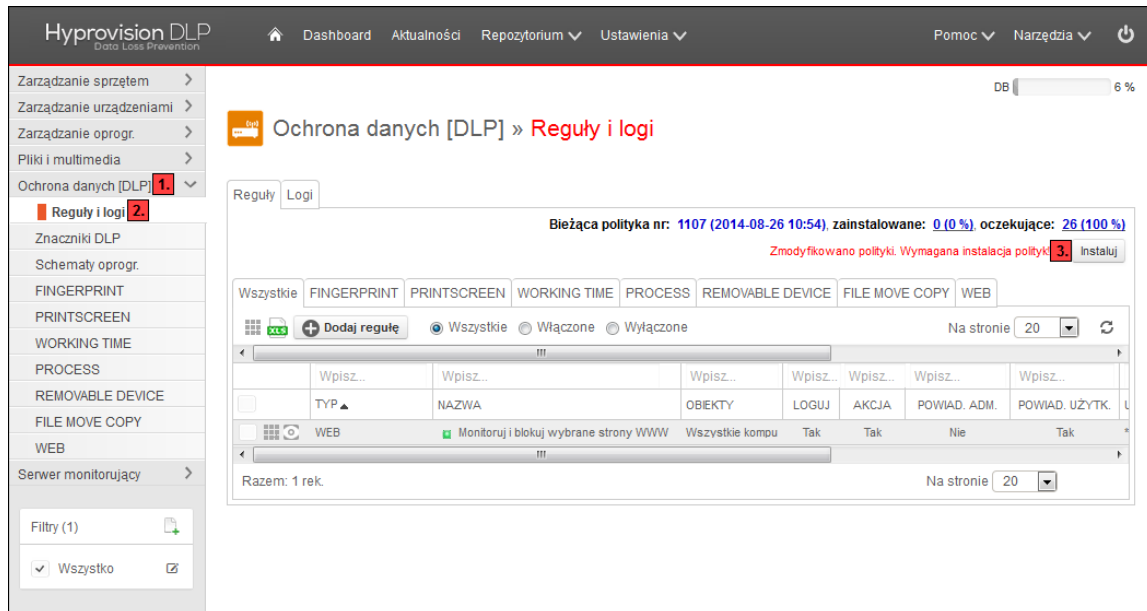 Hyprovision DLP
Data Loss Prevention
Dashboard Aktualności Repozytorium Ustawienia Pomoc Narzędzia
Zarządzanie sprzętem
Zarządzanie urządzeniami
Zarządzanie oprogr.
Pliki i multimedia
Ochrona danych [DLP] 1.
Reguły i logi 2.
Znaczniki DLP
Schematy oprogr.
FINGERPRINT
PRINTSCREEN
WORKING TIME
PROCESS
REMOVABLE DEVICE
FILE MOVE COPY
WEB
Serwer monitorujący
Filtry (1)
Wszystko
DB 6 %
Ochrona danych [DLP] » Reguły i logi
Reguły Logi
Bieżąca polityka nr: 1107 (2014-08-26 10:54), zainstalowane: 0 (0 %), oczekujące: 26 (100 %)
Zmodyfikowano polityki. Wymagana instalacja polityk! 3. Instaluj
Wszystkie FINGERPRINT PRINTSCREEN WORKING TIME PROCESS REMOVABLE DEVICE FILE MOVE COPY WEB
XLS Dodaj regułę Wszystkie Włączone Wyłączone Na stronie 20
Wpisz... Wpisz... Wpisz... Wpisz... Wpisz... Wpisz... Wpisz...
TYP NAZWA OBIEKTY LOGUJ AKCJA POWIAD. ADM. POWIAD. UŻYTK.
WEB Monitoruj i blokuj wybrane strony WWW Wszystkie kompu Tak Tak Nie Tak
Razem: 1 rek. Na stronie 20